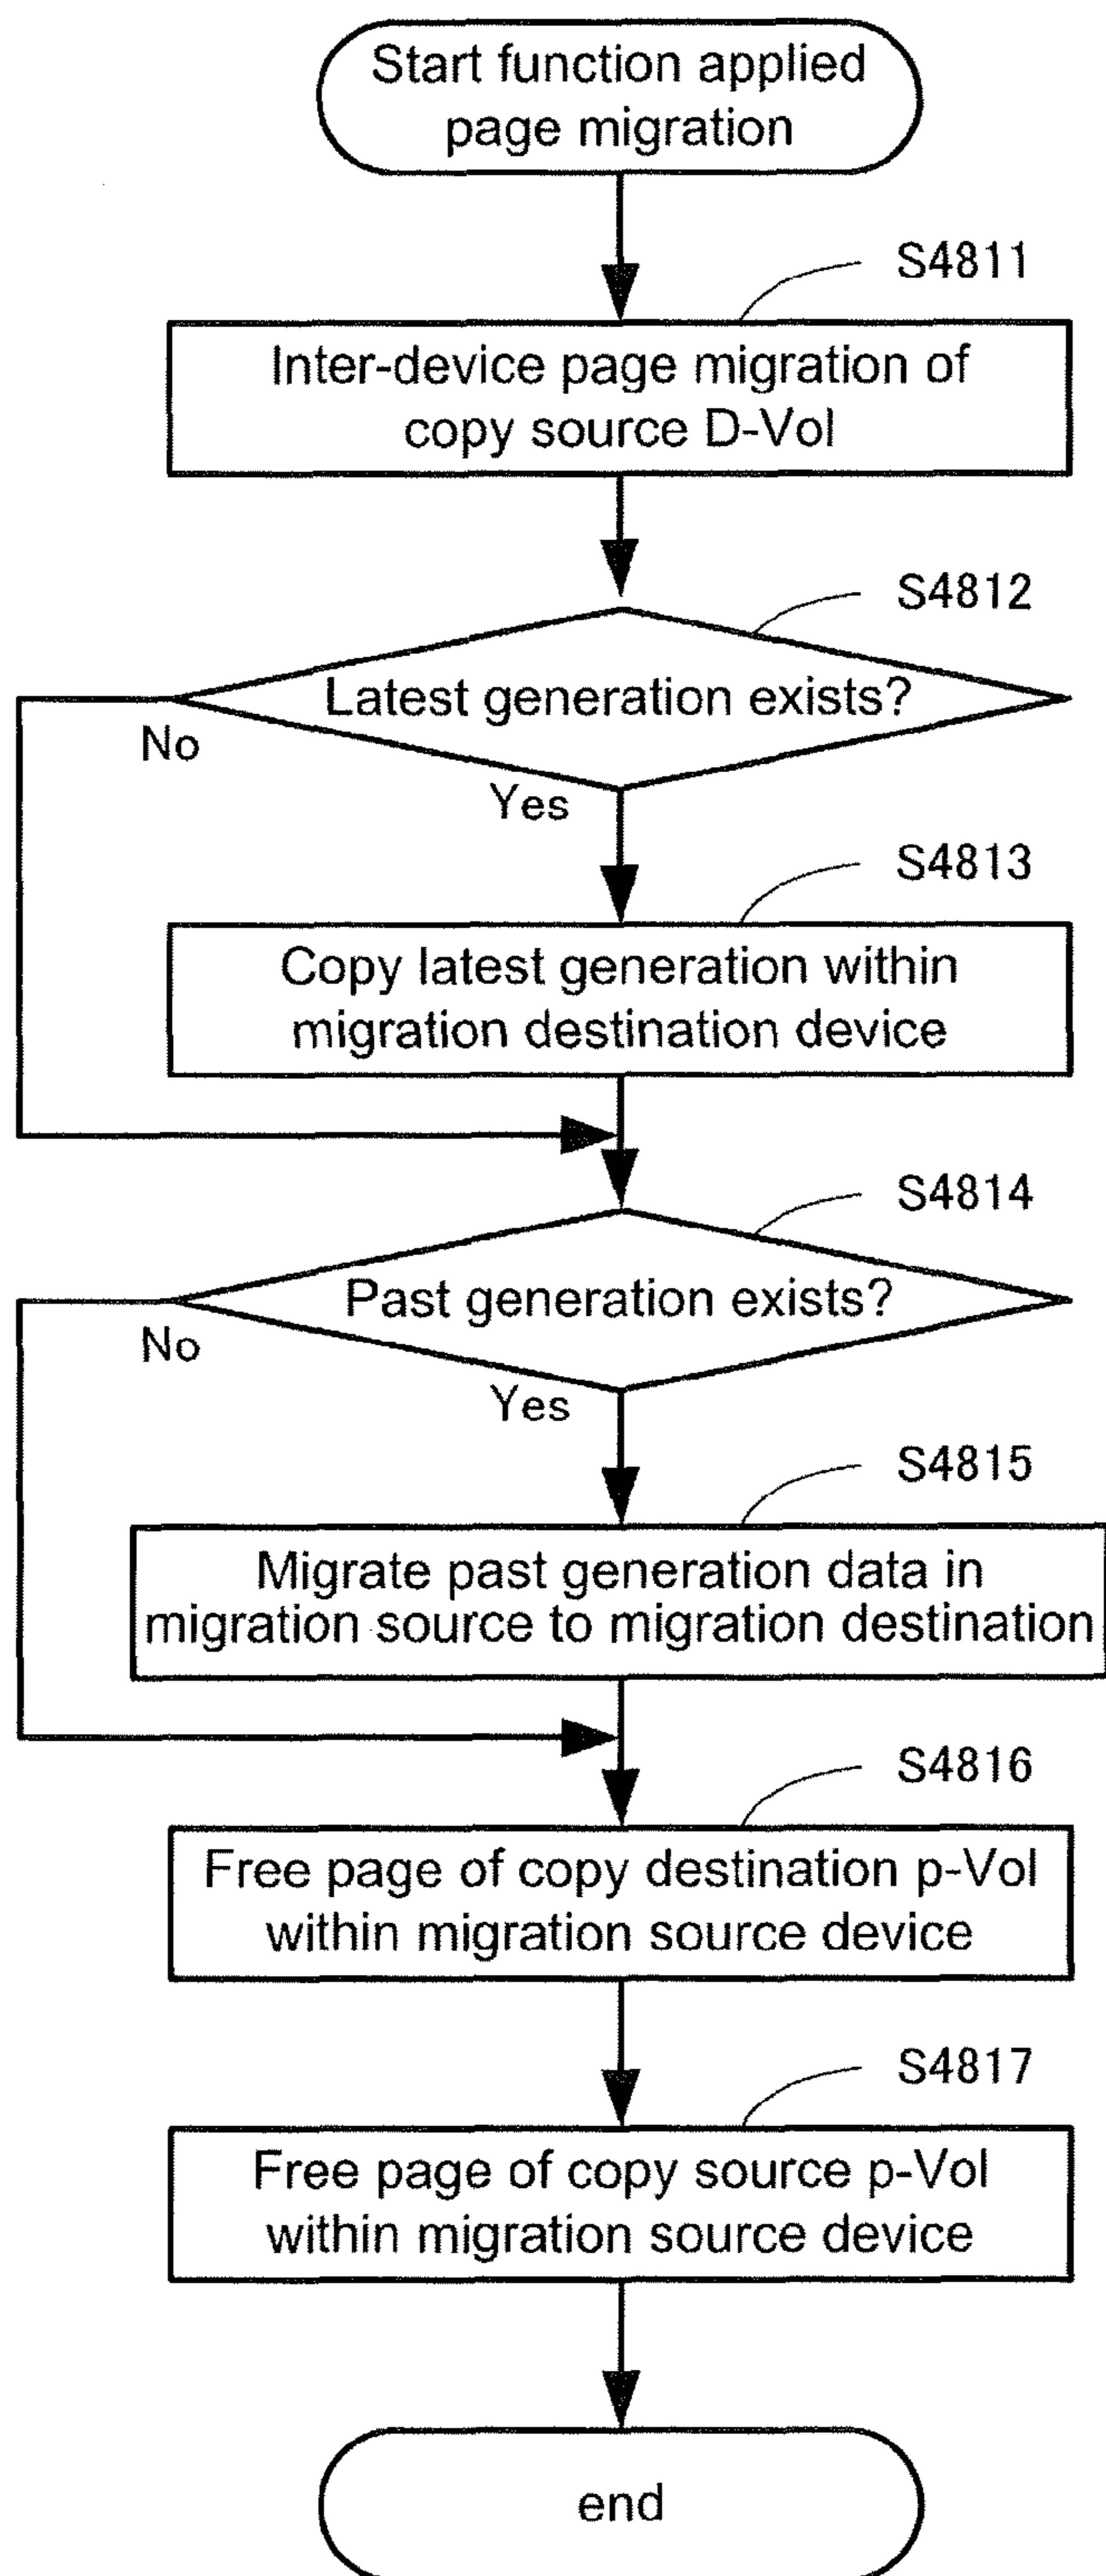 Start function applied
page migration
S4811
Inter-device page migration of
copy source D-Vol
S4812
Latest generation exists?
No
Yes
S4813
Copy latest generation within
migration destination device
S4814
Past generation exists?
No
Yes
S4815
Migrate past generation data in
migration source to migration destination
S4816
Free page of copy destination p-Vol
within migration source device
S4817
Free page of copy source p-Vol
within migration source device
end